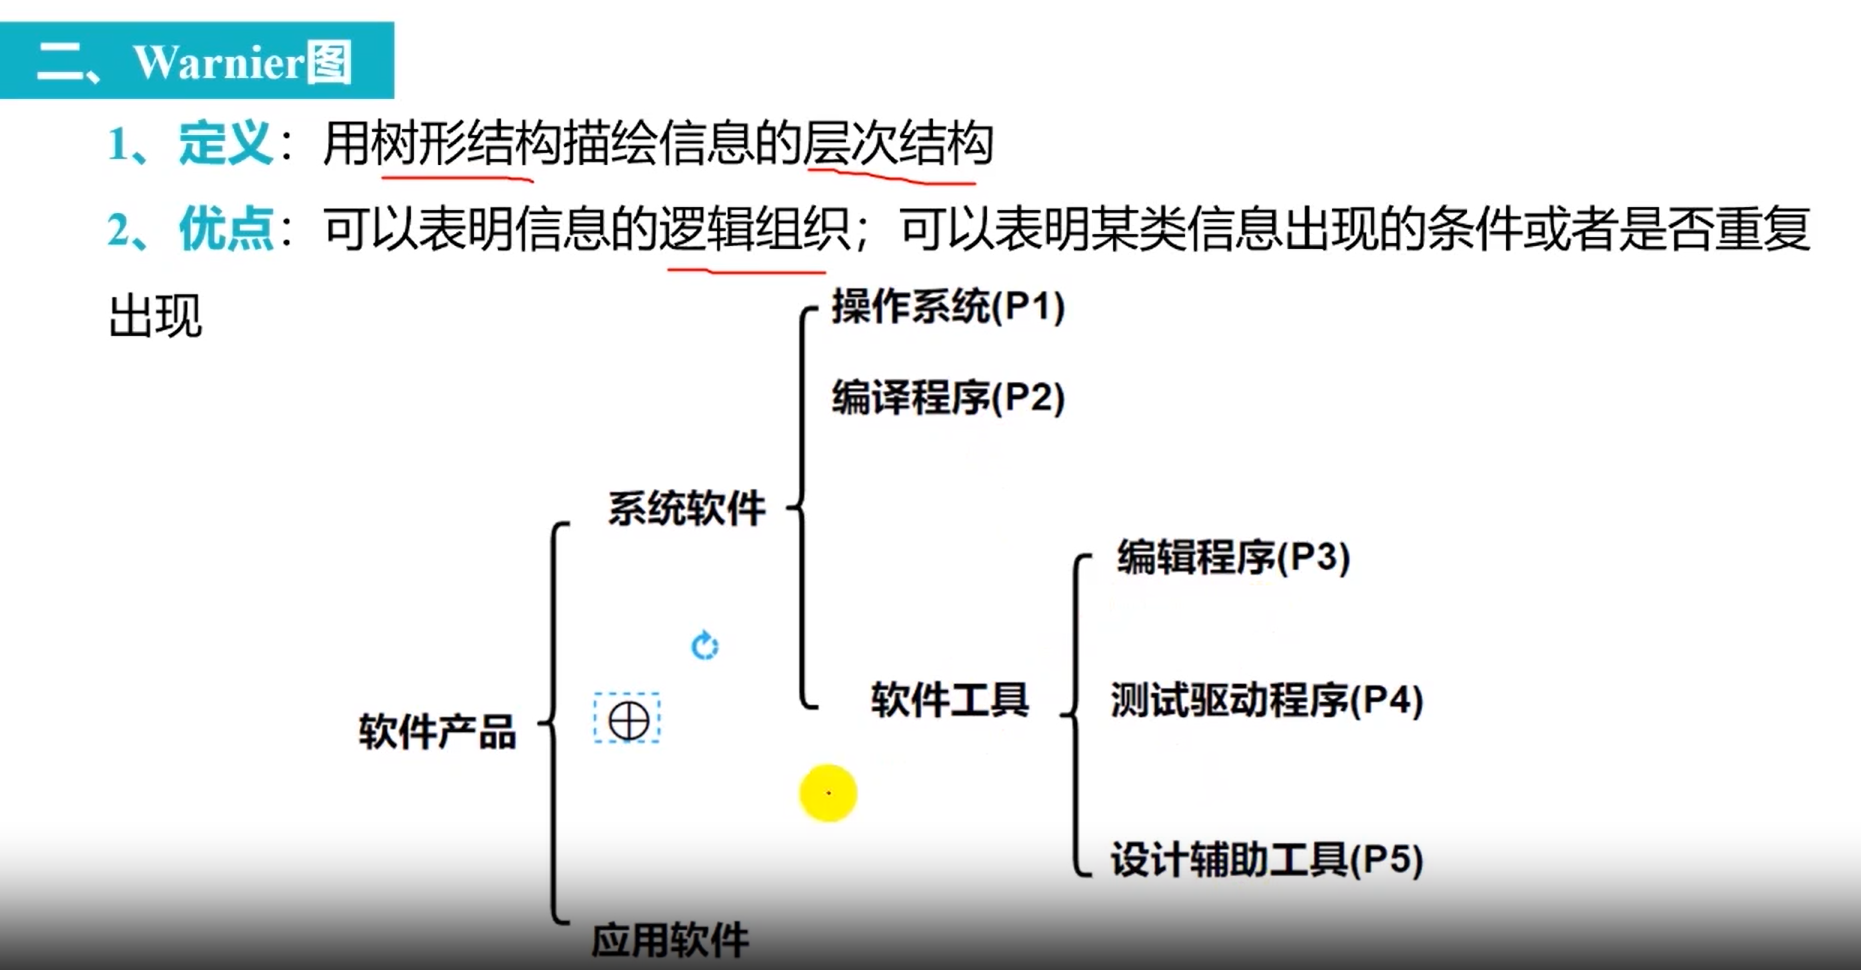 二、Warnier图
1、定义：用树形结构描绘信息的层次结构
2、优点：可以表明信息的逻辑组织；可以表明某类信息出现的条件或者是否重复
出现
操作系统(P1)
编译程序(P2)
系统软件
编辑程序(P3)
软件工具
测试驱动程序(P4)
软件产品
设计辅助工具(P5)
应用软件